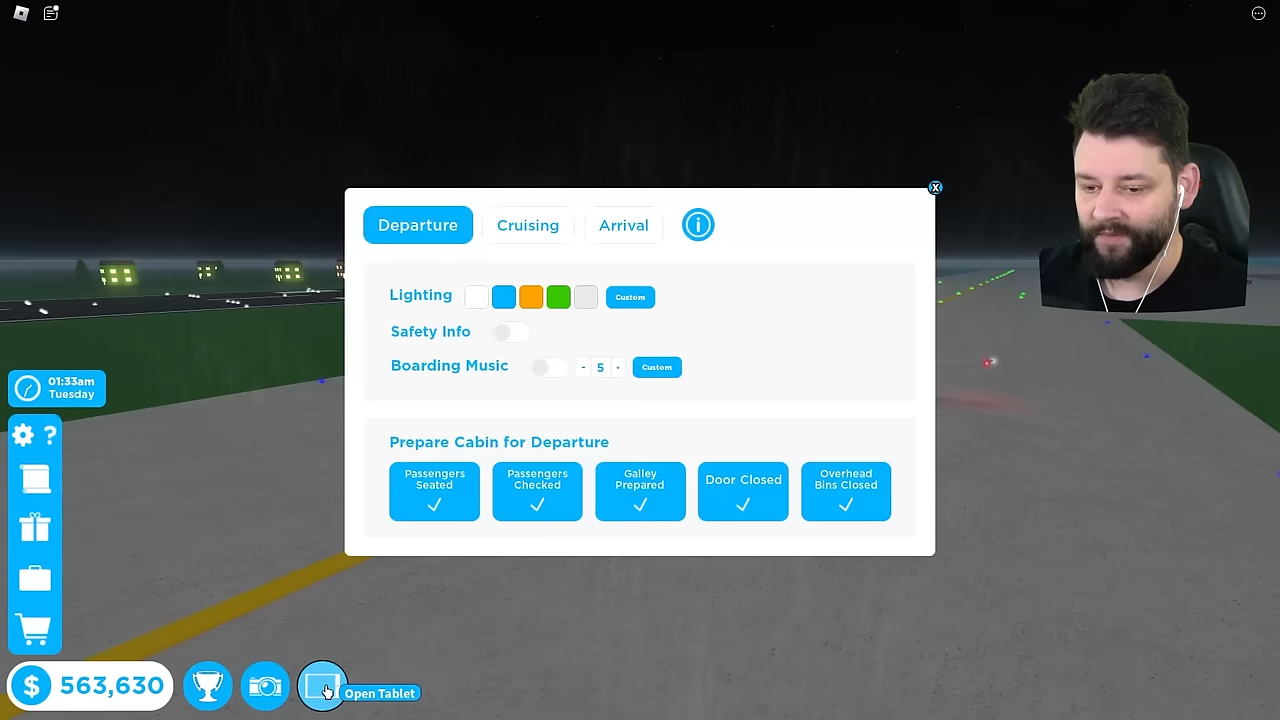 Departure Cruising Arrival i
X
Lighting Custom
Safety Info
Boarding Music - 5 Custom
Prepare Cabin for Departure
Passengers
Seated
Passengers
Checked
Galley
Prepared
Door Closed
Overhead
Bins Closed
01:33am
Tuesday
?
$ 563,630
Open Tablet